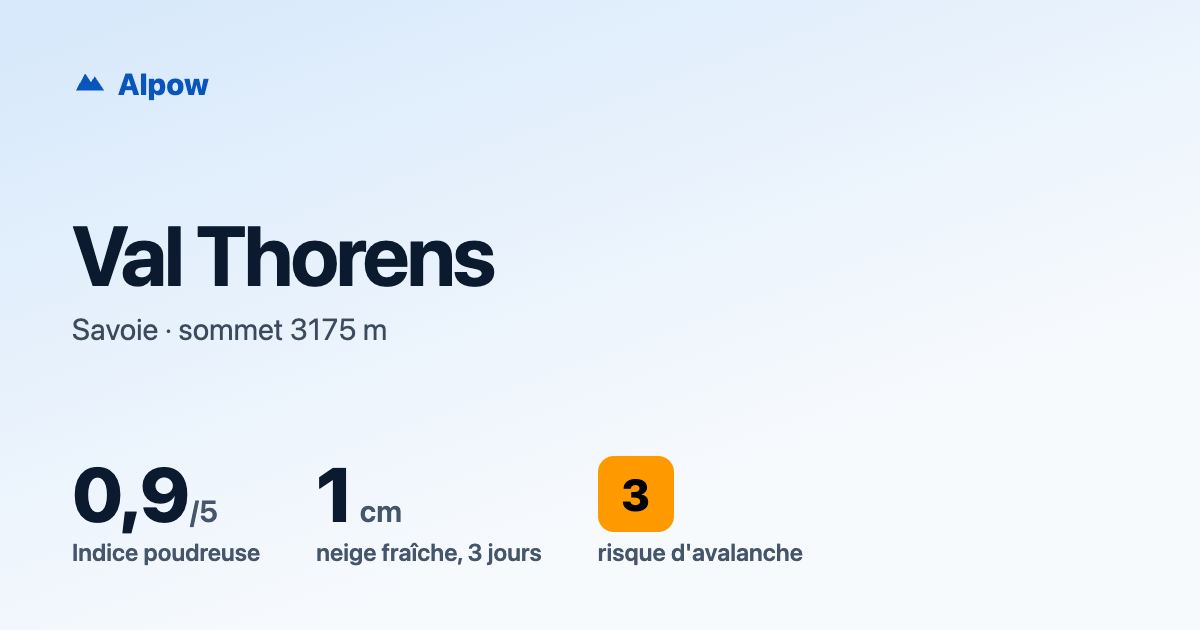 Alpow
Val Thorens
Savoie · sommet 3175 m
0,9/5
Indice poudreuse
1 cm
neige fraîche, 3 jours
3
risque d'avalanche